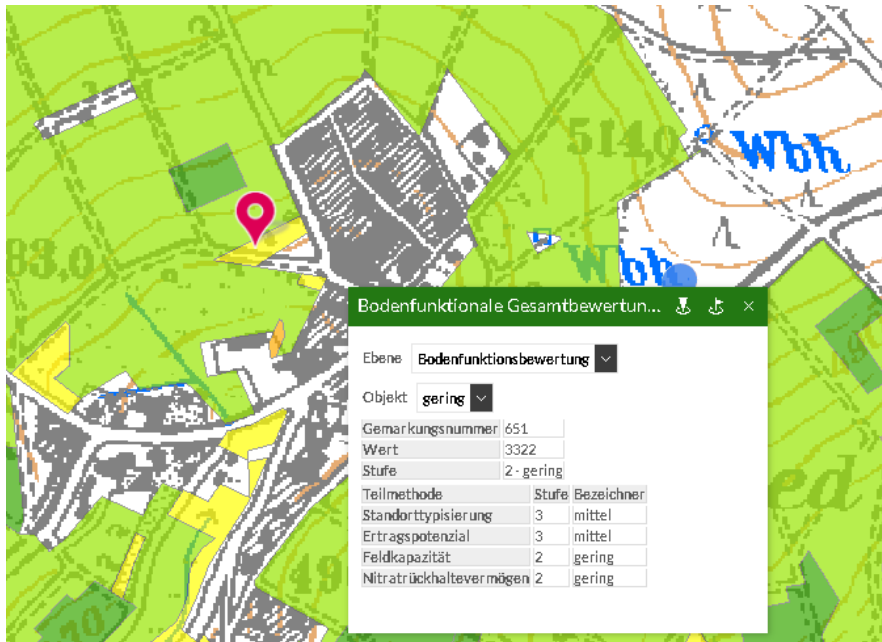 514,0
Wbh
83,0
Wbh
Bodenfunktionale Gesamtbewertun...
Ebene Bodenfunktionsbewertung
Objekt gering
Gemarkungsnummer 651
Wert 3322
Stufe 2 - gering
Teilmethode Stufe Bezeichner
Standorttypisierung 3 mittel
Ertragspotenzial 3 mittel
Feldkapazität 2 gering
Nitratrückhaltevermögen 2 gering
ed